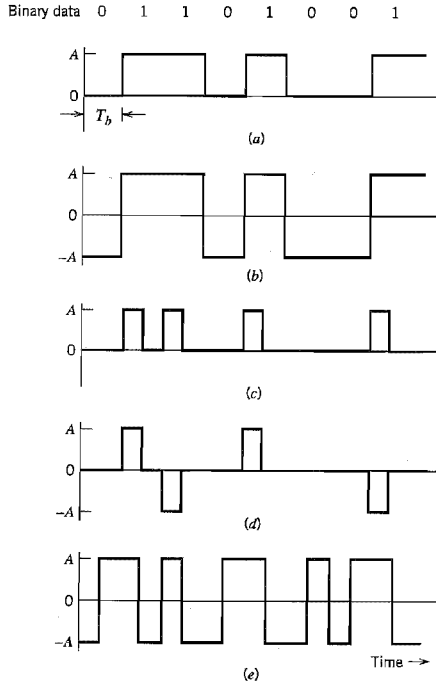 Binary data 0 1 1 0 1 0 0 1
A
0
T_b
(a)
A
0
-A
(b)
A
0
(c)
A
0
-A
(d)
A
0
-A
Time →
(e)